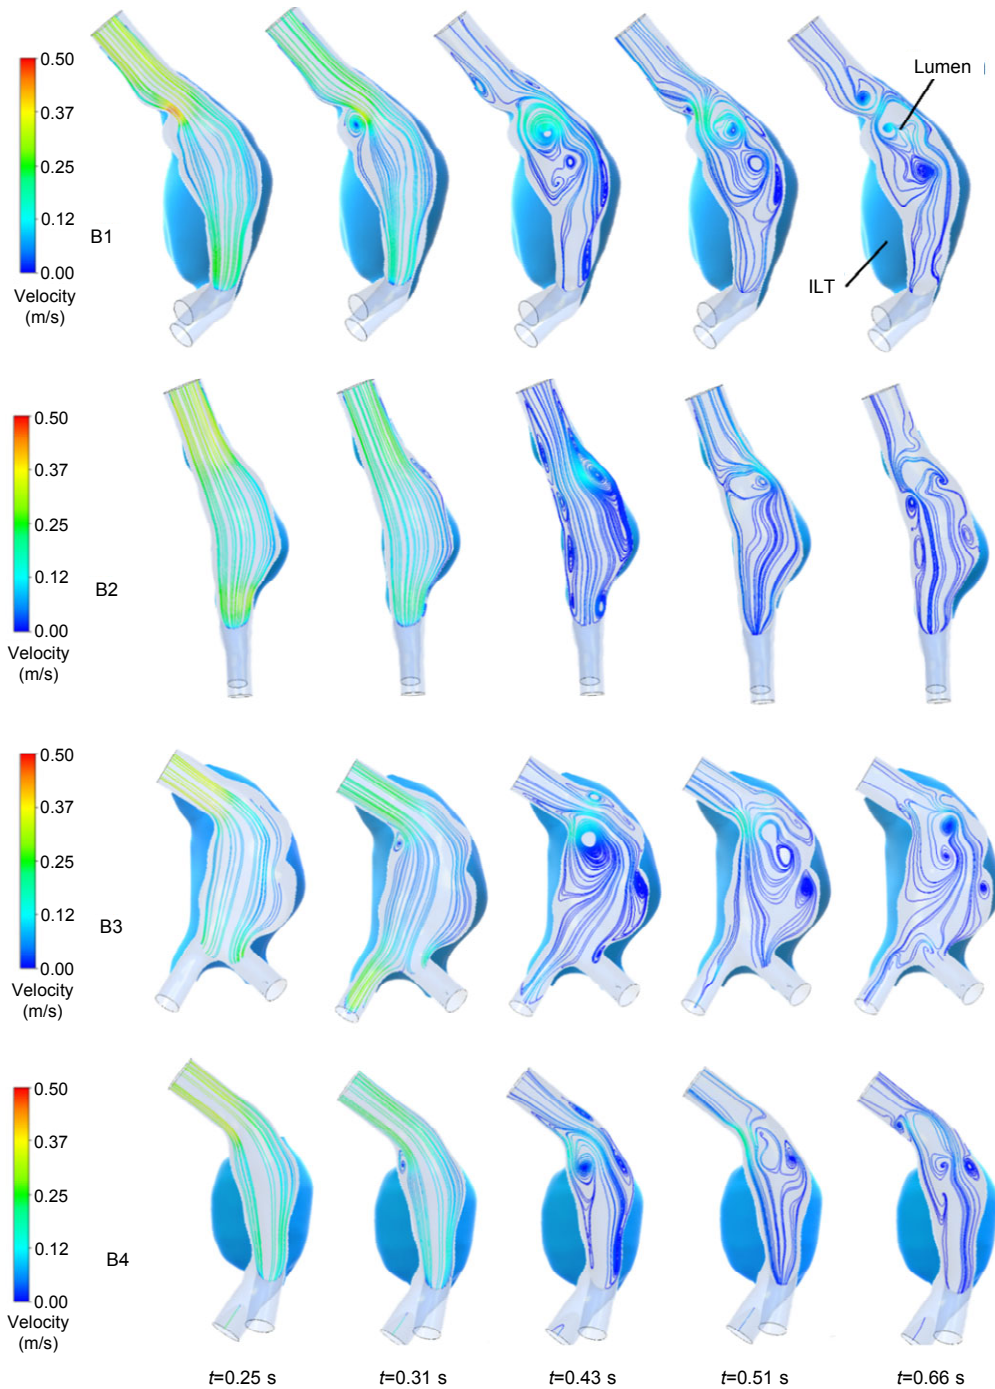 0.50
0.37
0.25
0.12
0.00
Velocity
(m/s)
B1
Lumen
ILT
0.50
0.37
0.25
0.12
0.00
Velocity
(m/s)
B2
0.50
0.37
0.25
0.12
0.00
Velocity
(m/s)
B3
0.50
0.37
0.25
0.12
0.00
Velocity
(m/s)
B4
t=0.25 s
t=0.31 s
t=0.43 s
t=0.51 s
t=0.66 s